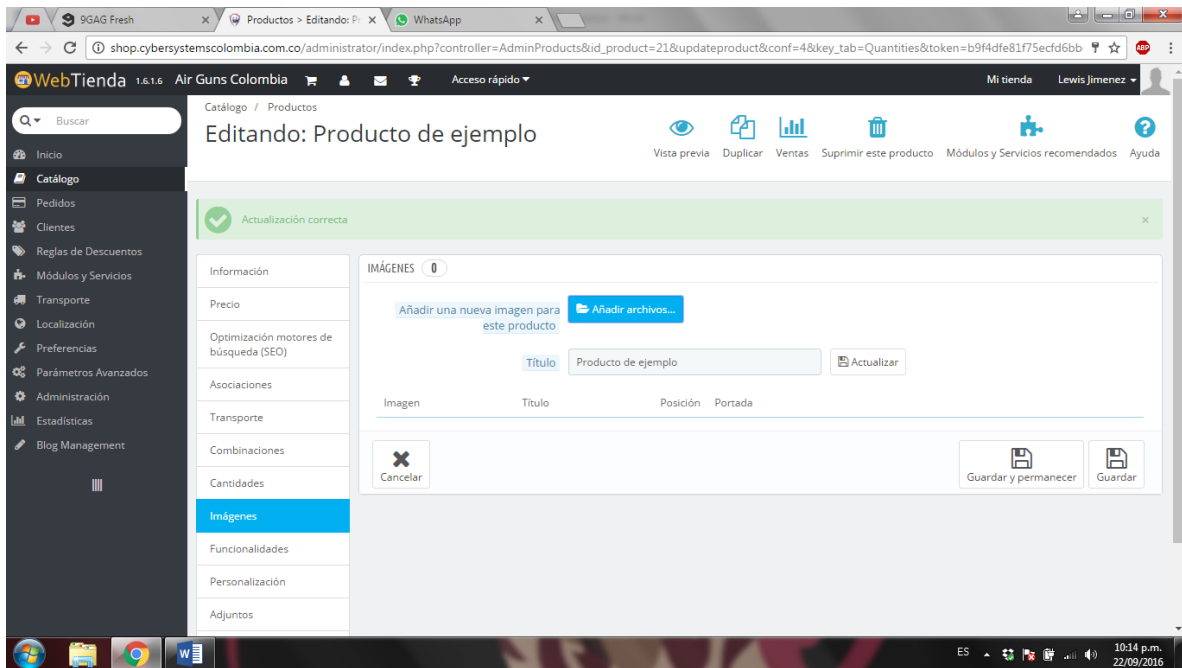 9GAG Fresh
Productos > Editando: Pr
WhatsApp
shop.cybersystemscolombia.com.co/administrator/index.php?controller=AdminProducts&id_product=21&updateproduct&conf=4&key_tab=Quantities&token=b9f4dfe81f75ecfd6bb
ABP
WebTienda 1.6.1.6 Air Guns Colombia Acceso rápido Mi tienda Lewis Jimenez
Buscar
Inicio
Catálogo
Pedidos
Clientes
Reglas de Descuentos
Módulos y Servicios
Transporte
Localización
Preferencias
Parámetros Avanzados
Administración
Estadísticas
Blog Management
Catálogo / Productos
Editando: Producto de ejemplo
Vista previa Duplicar Ventas Suprimir este producto Módulos y Servicios recomendados Ayuda
Actualización correcta ×
Información
Precio
Optimización motores de
búsqueda (SEO)
Asociaciones
Transporte
Combinaciones
Cantidades
Imágenes
Funcionalidades
Personalización
Adjuntos
IMÁGENES 0
Añadir una nueva imagen para
este producto
Añadir archivos...
Título Producto de ejemplo Actualizar
Imagen Título Posición Portada
Cancelar Guardar y permanecer Guardar
ES 10:14 p.m.
22/09/2016